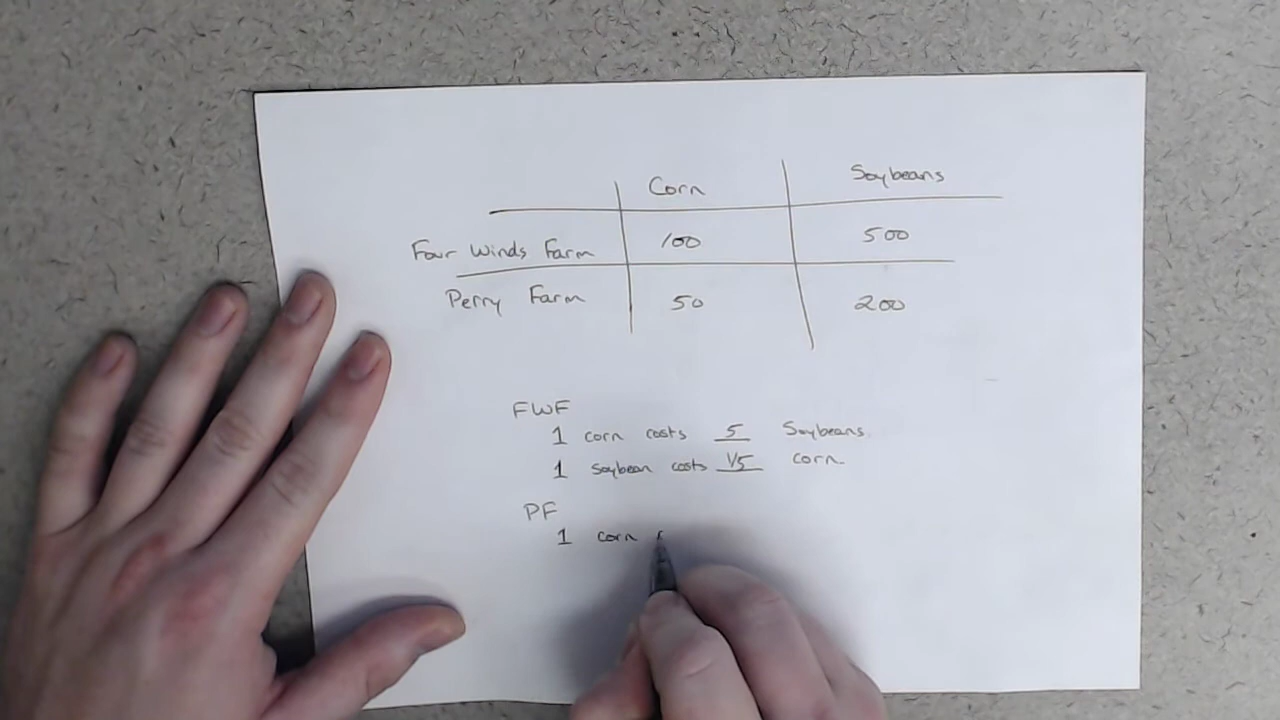 Corn Soybeans
Four Winds Farm 100 500
Perry Farm 50 200
FWF
1 corn costs 5 Soybeans.
1 Soybean costs 1/5 corn.
PF
1 corn